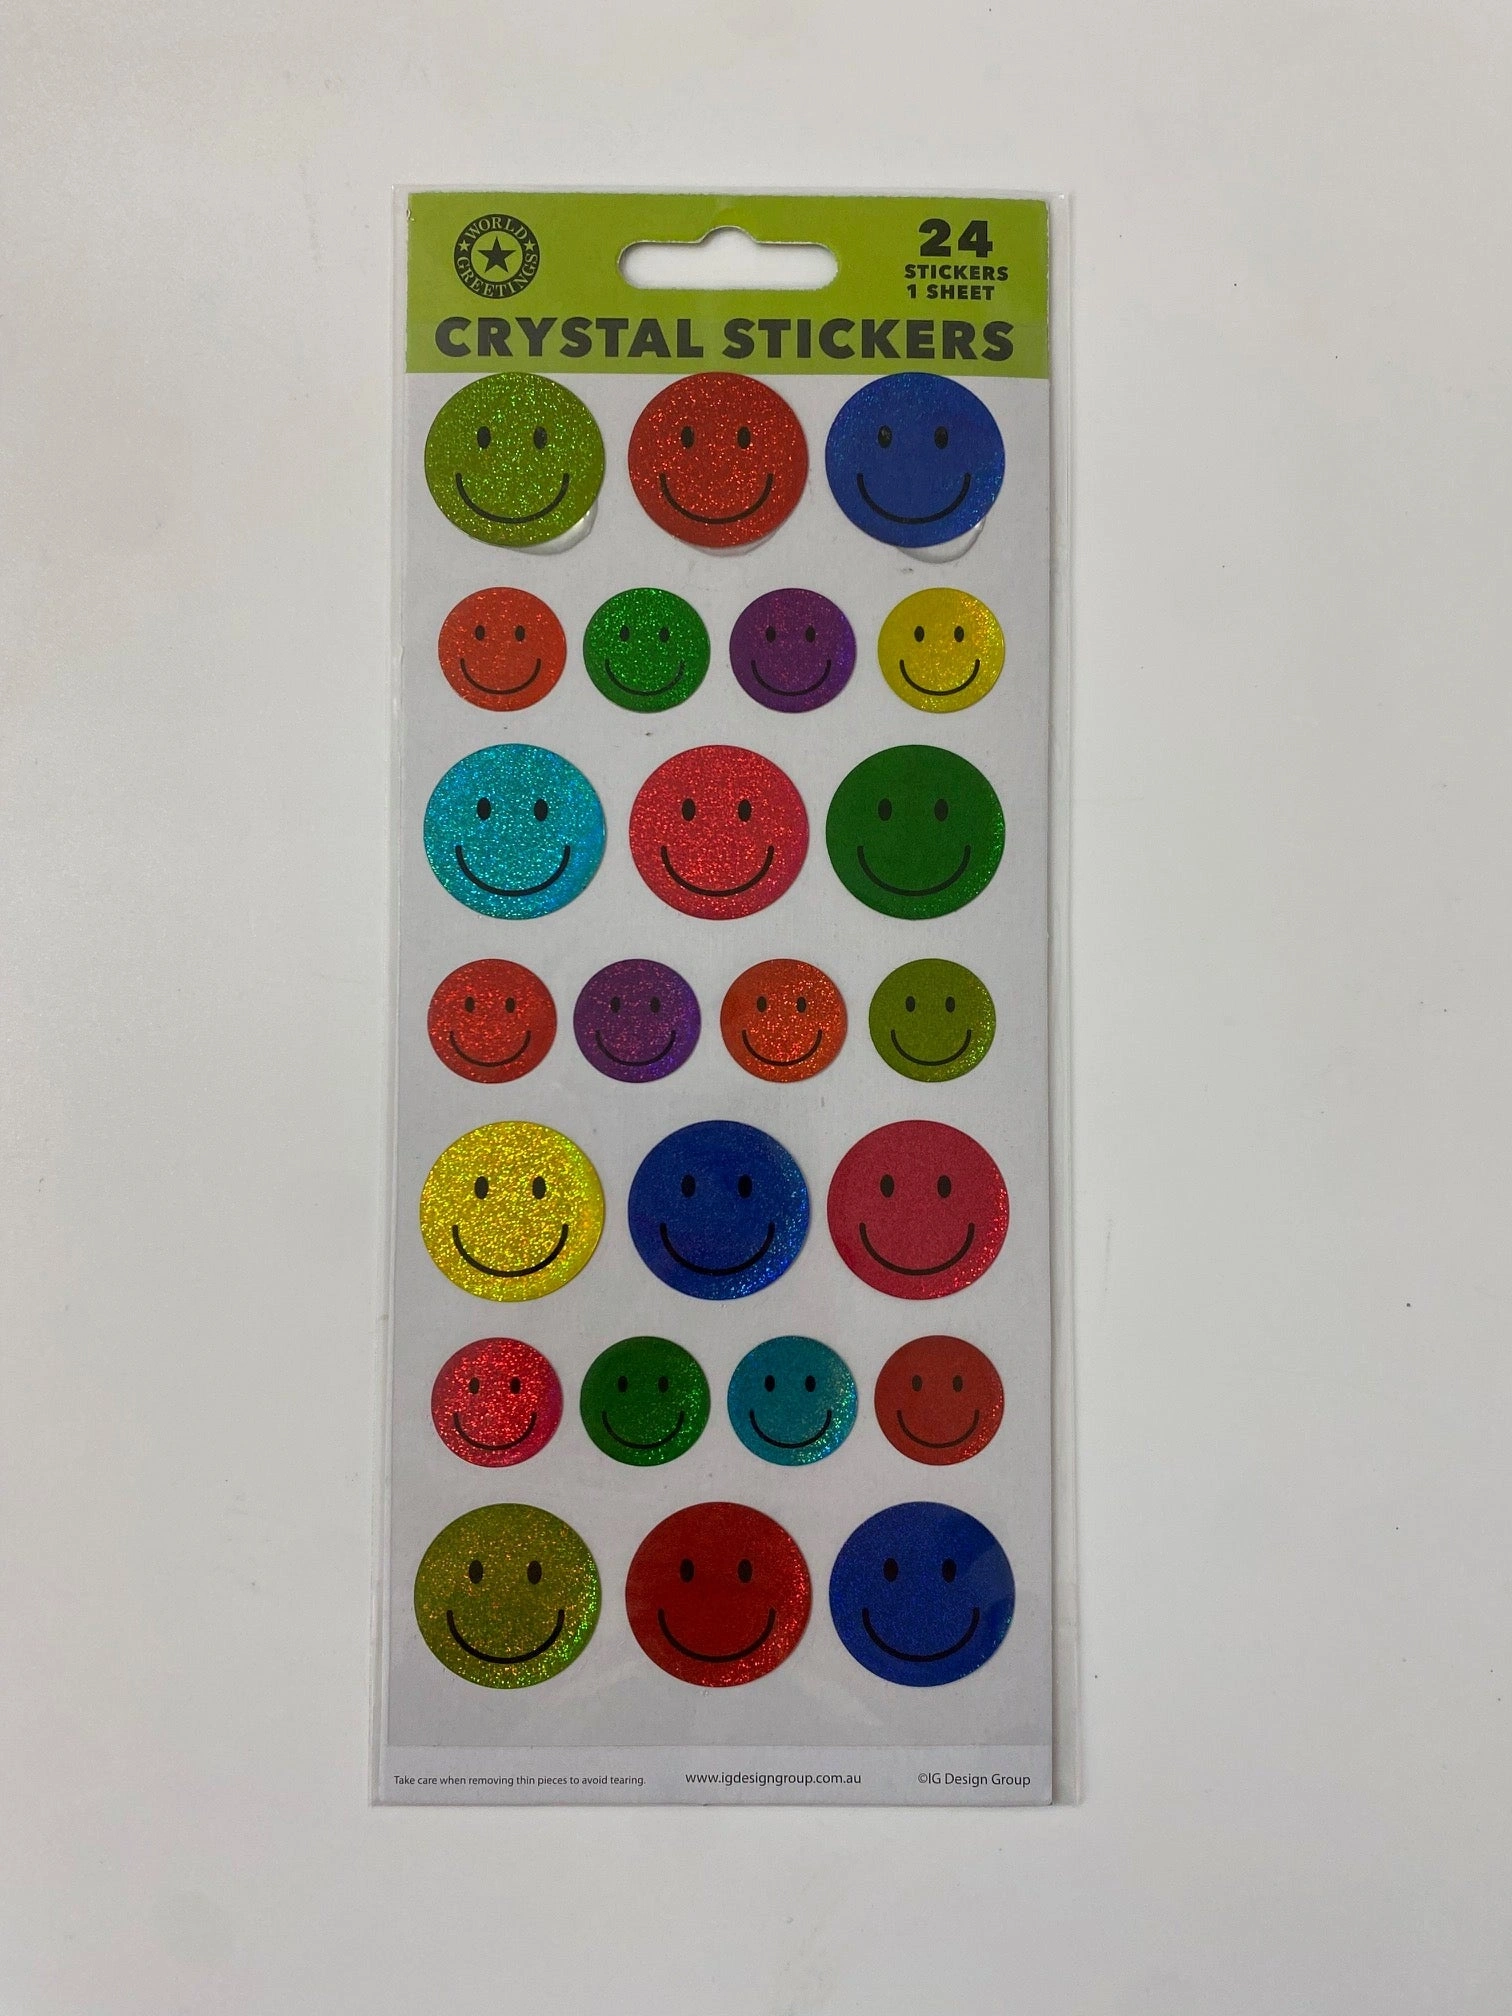 WORLD
GREETINGS
24
STICKERS
1 SHEET
CRYSTAL STICKERS
Take care when removing thin pieces to avoid tearing.
www.igdesigngroup.com.au
©IG Design Group